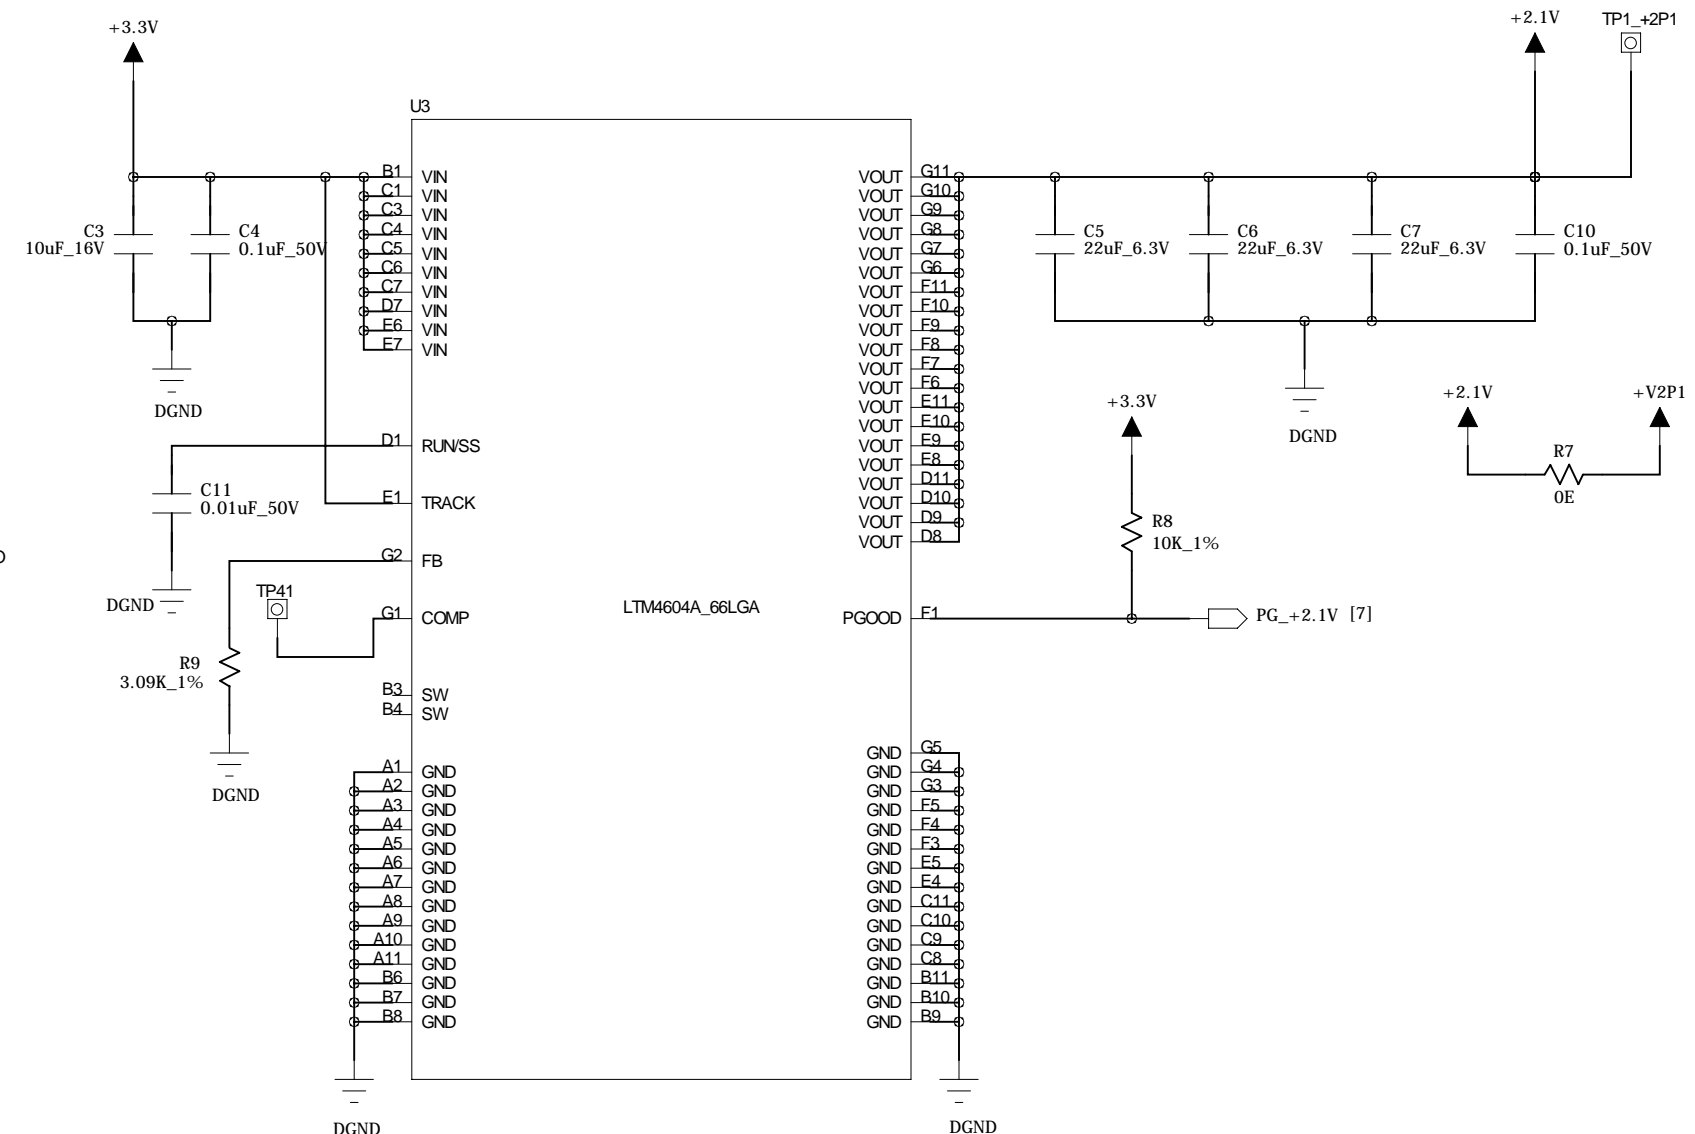 +3.3V
+2.1V
TP1_+2P1
U3
B1 VIN
C1 VIN
C3 VIN
C4 VIN
C5 VIN
C6 VIN
C7 VIN
D7 VIN
E6 VIN
E7 VIN
C3
10uF_16V
C4
0.1uF_50V
DGND
VOUT G11
VOUT G10
VOUT G9
VOUT G8
VOUT G7
VOUT G6
VOUT F11
VOUT F10
VOUT F9
VOUT F8
VOUT F7
VOUT F6
VOUT E11
VOUT E10
VOUT E9
VOUT E8
VOUT D11
VOUT D10
VOUT D9
VOUT D8
C5
22uF_6.3V
C6
22uF_6.3V
C7
22uF_6.3V
C10
0.1uF_50V
DGND
+2.1V
+V2P1
R7
0E
+3.3V
R8
10K_1%
D1 RUN/SS
C11
0.01uF_50V
DGND
E1 TRACK
G2 FB
TP41
G1 COMP
LTM4604A_66LGA
PGOOD F1
PG_+2.1V [7]
R9
3.09K_1%
DGND
B3 SW
B4 SW
A1 GND
A2 GND
A3 GND
A4 GND
A5 GND
A6 GND
A7 GND
A8 GND
A9 GND
A10 GND
A11 GND
B6 GND
B7 GND
B8 GND
GND G5
GND G4
GND G3
GND F5
GND F4
GND F3
GND E5
GND E4
GND C11
GND C10
GND C9
GND C8
GND B11
GND B10
GND B9
DGND
DGND